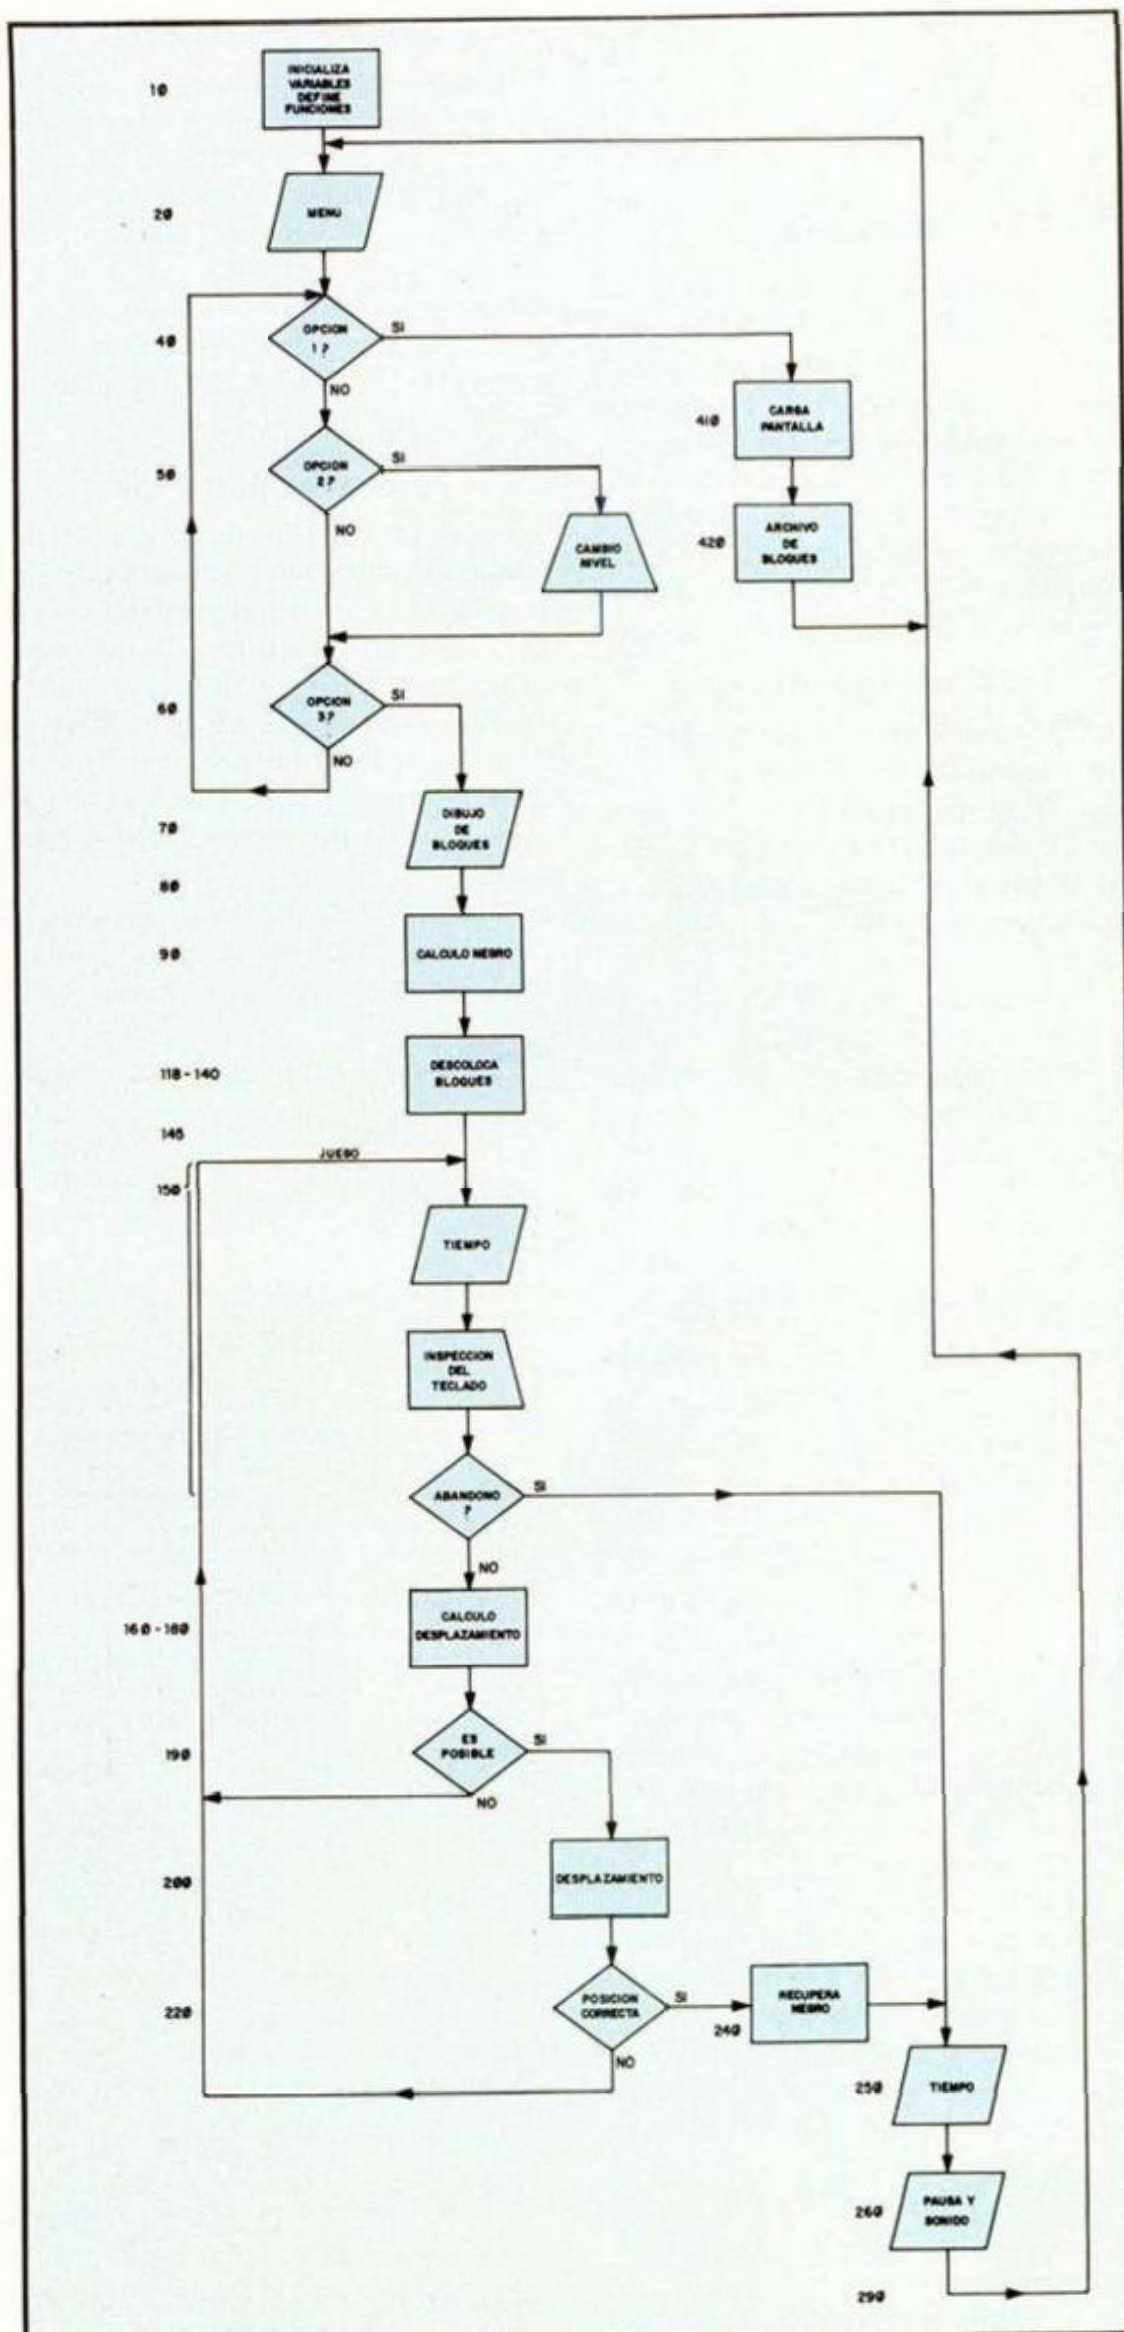 INICIALIZA
VARIABLES
DEFINE
FUNCIONES
10
MENU
20
OPCION
1?
SI
40
NO
CARGA
PANTALLA
410
OPCION
2?
SI
50
NO
ARCHIVO
DE
BLOQUES
420
CAMBIO
NIVEL
OPCION
3?
SI
60
NO
DIBUJO
DE
BLOQUES
70
80
CALCULO NEGRO
90
DESCOLOCA
BLOQUES
118-140
145
JUEGO
150
TIEMPO
INSPECCION
DEL
TECLADO
ABANDONO
?
SI
NO
CALCULO
DESPLAZAMIENTO
160-180
ES
POSIBLE
SI
190
NO
DESPLAZAMIENTO
200
POSICION
CORRECTA
SI
220
NO
RECUPERA
NEGRO
240
TIEMPO
250
PAUSA Y
SONIDO
260
290